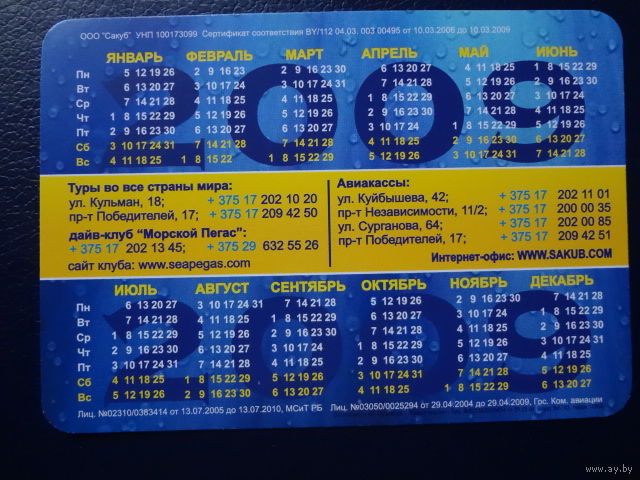 ООО "Сакуб" УНП 100173099 Сертификат соответствия BY/112 04.03. 003 00495 от 10.03.2006 до 10.03.2009
ЯНВАРЬ ФЕВРАЛЬ МАРТ АПРЕЛЬ МАЙ ИЮНЬ
2009
Пн 5 12 19 26 2 9 16 23 2 9 16 23 30 6 13 20 27 4 11 18 25 1 8 15 22 29
Вт 6 13 20 27 3 10 17 24 3 10 17 24 31 7 14 21 28 5 12 19 26 2 9 16 23 30
Ср 7 14 21 28 4 11 18 25 4 11 18 25 1 8 15 22 29 6 13 20 27 3 10 17 24
Чт 1 8 15 22 29 5 12 19 26 5 12 19 26 2 9 16 23 30 7 14 21 28 4 11 18 25
Пт 2 9 16 23 30 6 13 20 27 6 13 20 27 3 10 17 24 1 8 15 22 29 5 12 19 26
Сб 3 10 17 24 31 7 14 21 28 7 14 21 28 4 11 18 25 2 9 16 23 30 6 13 20 27
Вс 4 11 18 25 1 8 15 22 1 8 15 22 29 5 12 19 26 3 10 17 24 31 7 14 21 28
Туры во все страны мира:
ул. Кульман, 18; + 375 17 202 10 20
пр-т Победителей, 17; + 375 17 209 42 50
дайв-клуб "Морской Пегас":
+ 375 17 202 13 45; + 375 29 632 55 26
сайт клуба: www.seapegas.com
Авиакассы:
ул. Куйбышева, 42; + 375 17 202 11 01
пр-т Независимости, 11/2; + 375 17 200 00 35
ул. Сурганова, 64; + 375 17 202 00 85
пр-т Победителей, 17; + 375 17 209 42 51
Интернет-офис: WWW.SAKUB.COM
ИЮЛЬ АВГУСТ СЕНТЯБРЬ ОКТЯБРЬ НОЯБРЬ ДЕКАБРЬ
2009
Пн 6 13 20 27 3 10 17 24 31 7 14 21 28 5 12 19 26 2 9 16 23 30 7 14 21 28
Вт 7 14 21 28 4 11 18 25 1 8 15 22 29 6 13 20 27 3 10 17 24 1 8 15 22 29
Ср 1 8 15 22 29 5 12 19 26 2 9 16 23 30 7 14 21 28 4 11 18 25 2 9 16 23 30
Чт 2 9 16 23 30 6 13 20 27 3 10 17 24 1 8 15 22 29 5 12 19 26 3 10 17 24 31
Пт 3 10 17 24 31 7 14 21 28 4 11 18 25 2 9 16 23 30 6 13 20 27 4 11 18 25
Сб 4 11 18 25 1 8 15 22 29 5 12 19 26 3 10 17 24 31 7 14 21 28 5 12 19 26
Вс 5 12 19 26 2 9 16 23 30 6 13 20 27 4 11 18 25 1 8 15 22 29 6 13 20 27
Лиц. №02310/0383414 от 13.07.2005 до 13.07.2010, МСиТ РБ Лиц. №03050/0025294 от 29.04.2004 до 29.04.2009, Гос. Ком. авиации
www.ay.by